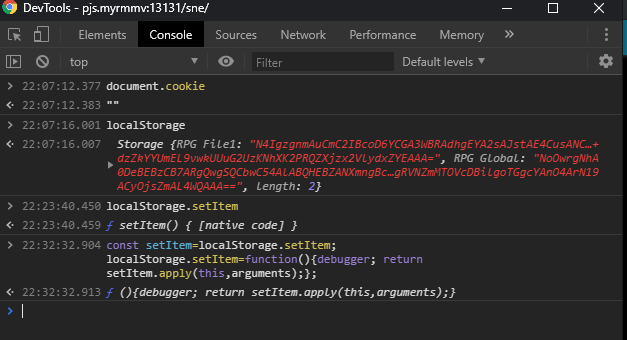 DevTools - pjs.myrmmv:13131/sne/
Elements Console Sources Network Performance Memory »
top Filter Default levels
22:07:12.377 document.cookie
22:07:12.383 ""
22:07:16.001 localStorage
22:07:16.007 Storage {RPG File1: "N4IgzgnmAuCmC2IBcoD6YCGA3WBRAdhgEYA2sAJstAE4CusANC…+
dzZkYYUmEL9vwkUUuG2UzKNhXK2PRQZXjzx2VlydxZYEAAA=", RPG Global: "NoOwrgNhA
0DeBEBzCB7ARgQwgSQCbwC54ALABQHEBZANXmngBc…gRVNZmMTOVcDBilgoTGgcYAnO4ArN19
ACyOjsZmAL4WQAAA==", length: 2}
22:23:40.450 localStorage.setItem
22:23:40.459 ƒ setItem() { [native code] }
22:32:32.904 const setItem=localStorage.setItem;
localStorage.setItem=function(){debugger; return
setItem.apply(this,arguments);};
22:32:32.913 ƒ (){debugger; return setItem.apply(this,arguments);}